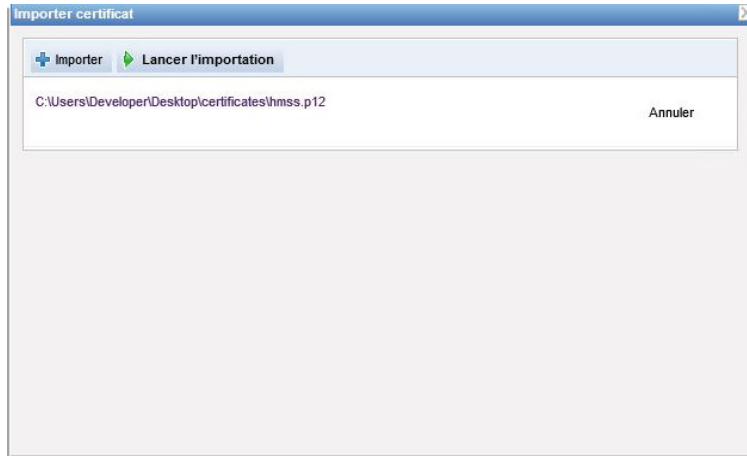 Importer certificat
Importer Lancer l'importation
C:\Users\Developer\Desktop\certificates\hmss.p12
Annuler